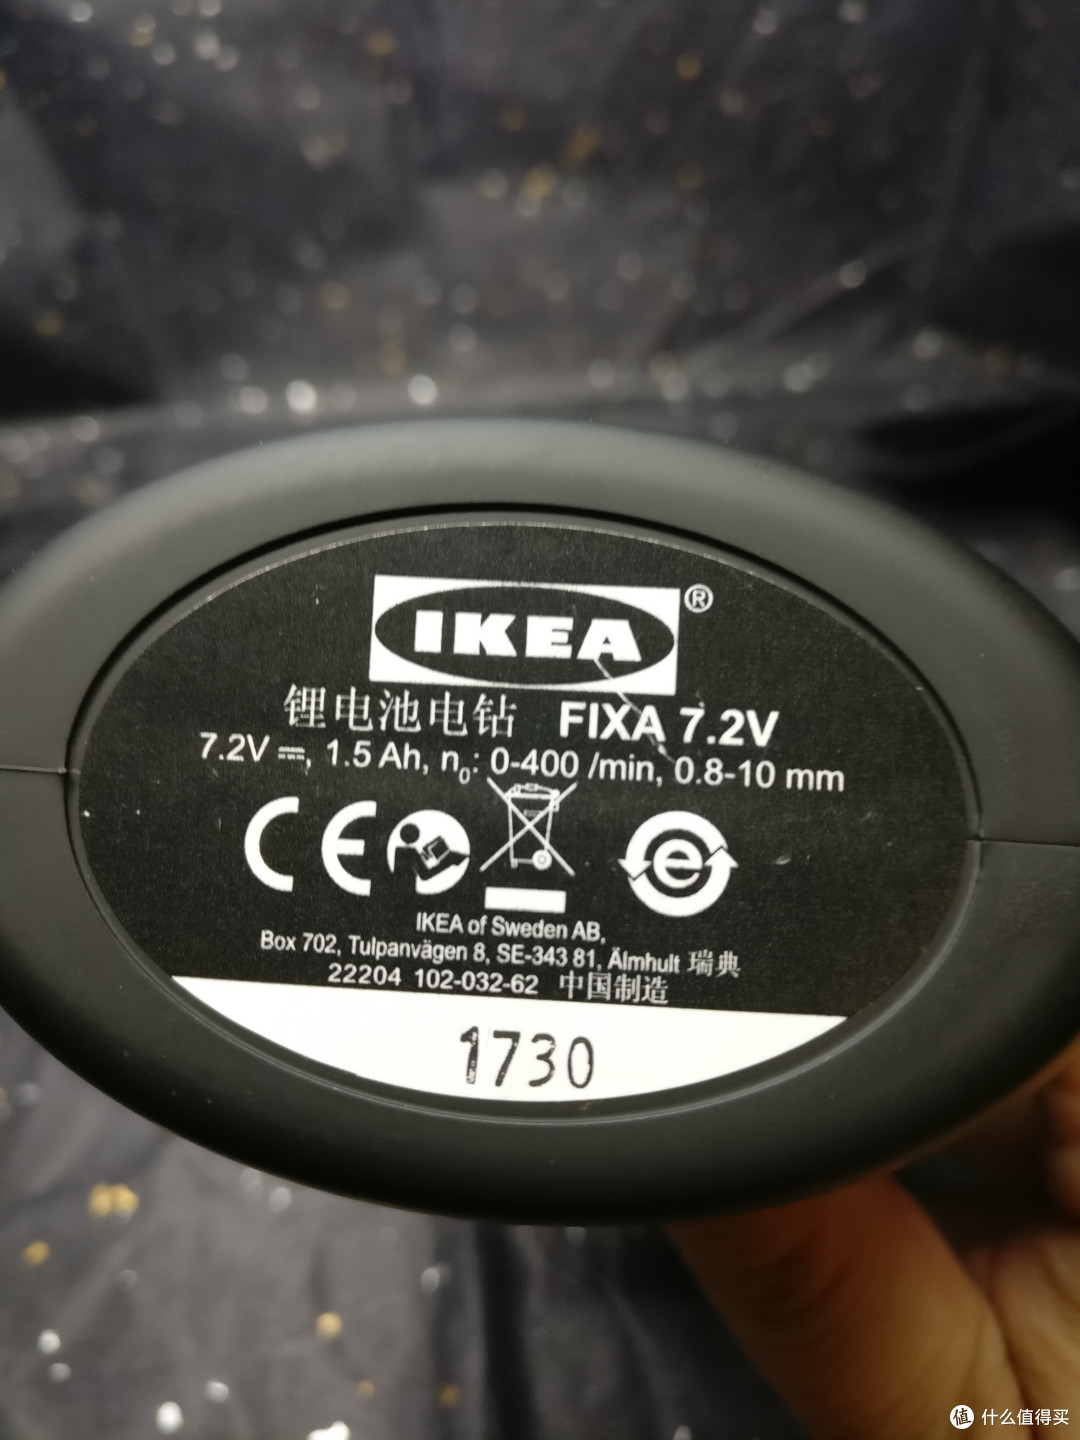 IKEA®
锂电池电钻 FIXA 7.2V
7.2V ⎓, 1.5 Ah, n₀: 0-400 /min, 0.8-10 mm
CE e
IKEA of Sweden AB,
Box 702, Tulpanvägen 8, SE-343 81, Älmhult 瑞典
22204 102-032-62 中国制造
1730
值 什么值得买